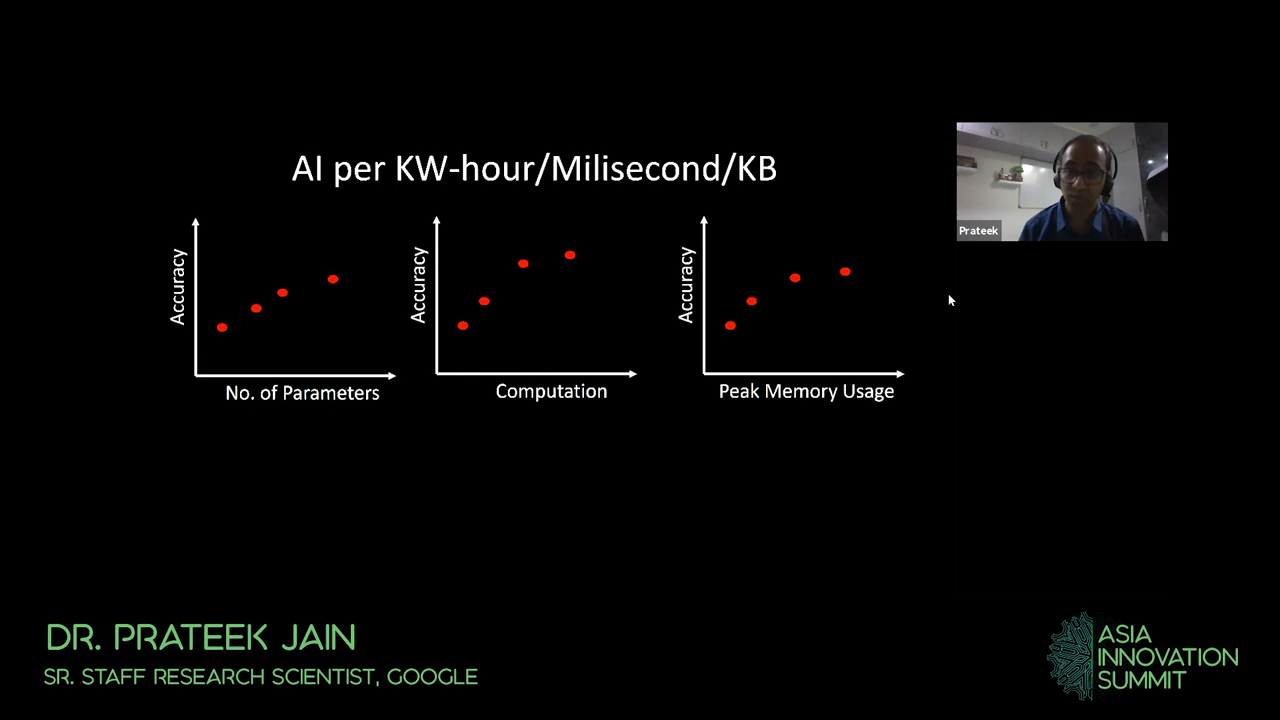 AI per KW-hour/Milisecond/KB
Prateek
Accuracy
Accuracy
Accuracy
No. of Parameters
Computation
Peak Memory Usage
DR. PRATEEK JAIN
SR. STAFF RESEARCH SCIENTIST, GOOGLE
ASIA
INNOVATION
SUMMIT